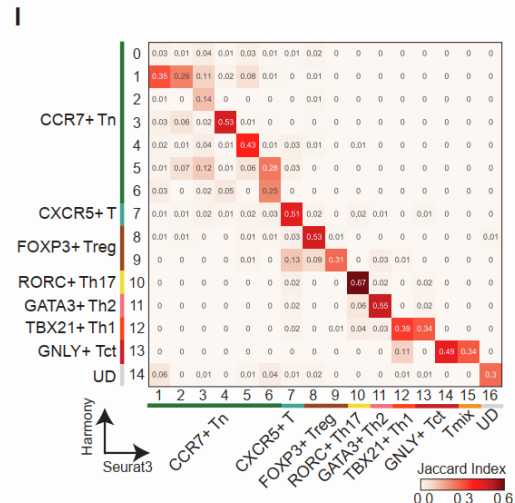 I
CCR7+ Tn
CXCR5+ T
FOXP3+ Treg
RORC+ Th17
GATA3+ Th2
TBX21+ Th1
GNLY+ Tct
UD
0 0.03 0.01 0.04 0.01 0.03 0.01 0.02 0.02 0 0 0 0 0 0 0 0
1 0.35 0.26 0.11 0.02 0.08 0.01 0.01 0.01 0 0 0 0 0 0 0 0
2 0.01 0 0.14 0 0 0 0 0 0 0 0 0 0 0 0 0
3 0.03 0.06 0.02 0.53 0.02 0.01 0.01 0.01 0 0 0 0 0 0 0 0
4 0.02 0.04 0.01 0.01 0.43 0.01 0.03 0.01 0 0.01 0 0 0 0 0 0
5 0.01 0.07 0.12 0.01 0.06 0.28 0 0 0 0 0 0 0 0 0 0
6 0 0 0.03 0.02 0.05 0.25 0 0 0 0 0 0 0 0 0 0
7 0.01 0.01 0.02 0.01 0.02 0.03 0.51 0.02 0 0.02 0.01 0 0.01 0 0 0
8 0.01 0.01 0 0 0.01 0 0.01 0.53 0.01 0 0 0 0 0 0 0.01
9 0 0 0 0 0 0 0.13 0.09 0.31 0 0.03 0.01 0.01 0 0 0
10 0 0 0 0 0 0 0.02 0 0 0.67 0.02 0 0 0 0 0
11 0 0 0 0 0 0 0.02 0 0 0.06 0.55 0 0.02 0 0 0
12 0 0 0 0 0 0 0.02 0 0.01 0.04 0.03 0.39 0.34 0 0 0
13 0 0 0 0 0 0 0 0 0 0 0 0.11 0 0.49 0.34 0
14 0.06 0 0 0.01 0.01 0.04 0.01 0.02 0 0 0 0 0 0 0 0.3
1 2 3 4 5 6 7 8 9 10 11 12 13 14 15 16
CCR7+ Tn
CXCR5+ T
FOXP3+ Treg
RORC+ Th17
GATA3+ Th2
TBX21+ Th1
GNLY+ Tct
Tmix
UD
Harmony
Seurat3
Jaccard Index
0.0 0.6